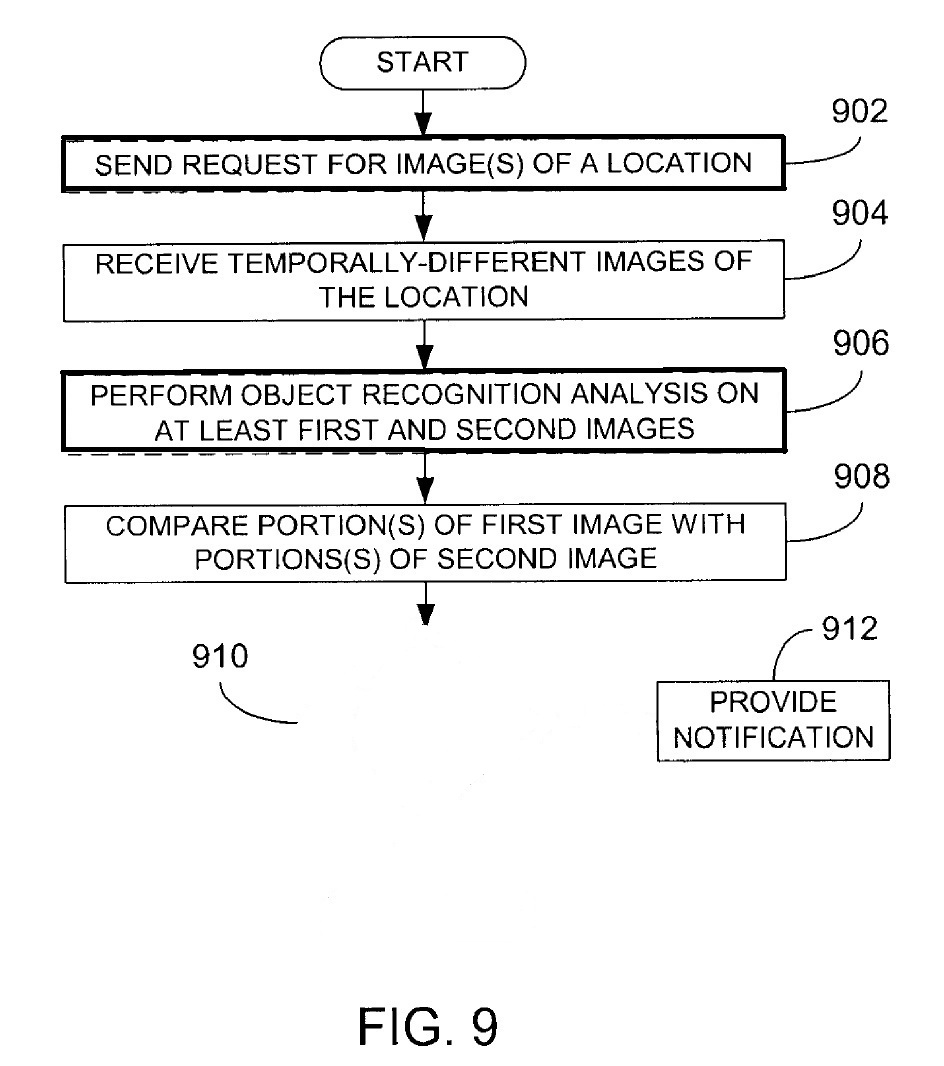 START
902
SEND REQUEST FOR IMAGE(S) OF A LOCATION
904
RECEIVE TEMPORALLY-DIFFERENT IMAGES OF
THE LOCATION
906
PERFORM OBJECT RECOGNITION ANALYSIS ON
AT LEAST FIRST AND SECOND IMAGES
908
COMPARE PORTION(S) OF FIRST IMAGE WITH
PORTIONS(S) OF SECOND IMAGE
910
912
PROVIDE
NOTIFICATION
FIG. 9